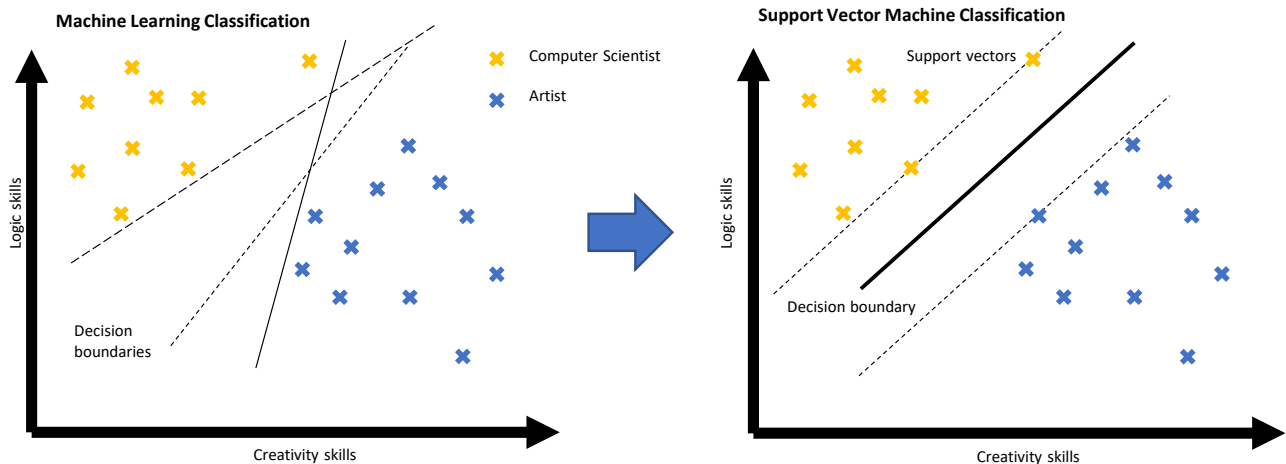 Machine Learning Classification
Computer Scientist
Artist
Logic skills
Decision
boundaries
Creativity skills
Support Vector Machine Classification
Support vectors
Logic skills
Decision boundary
Creativity skills